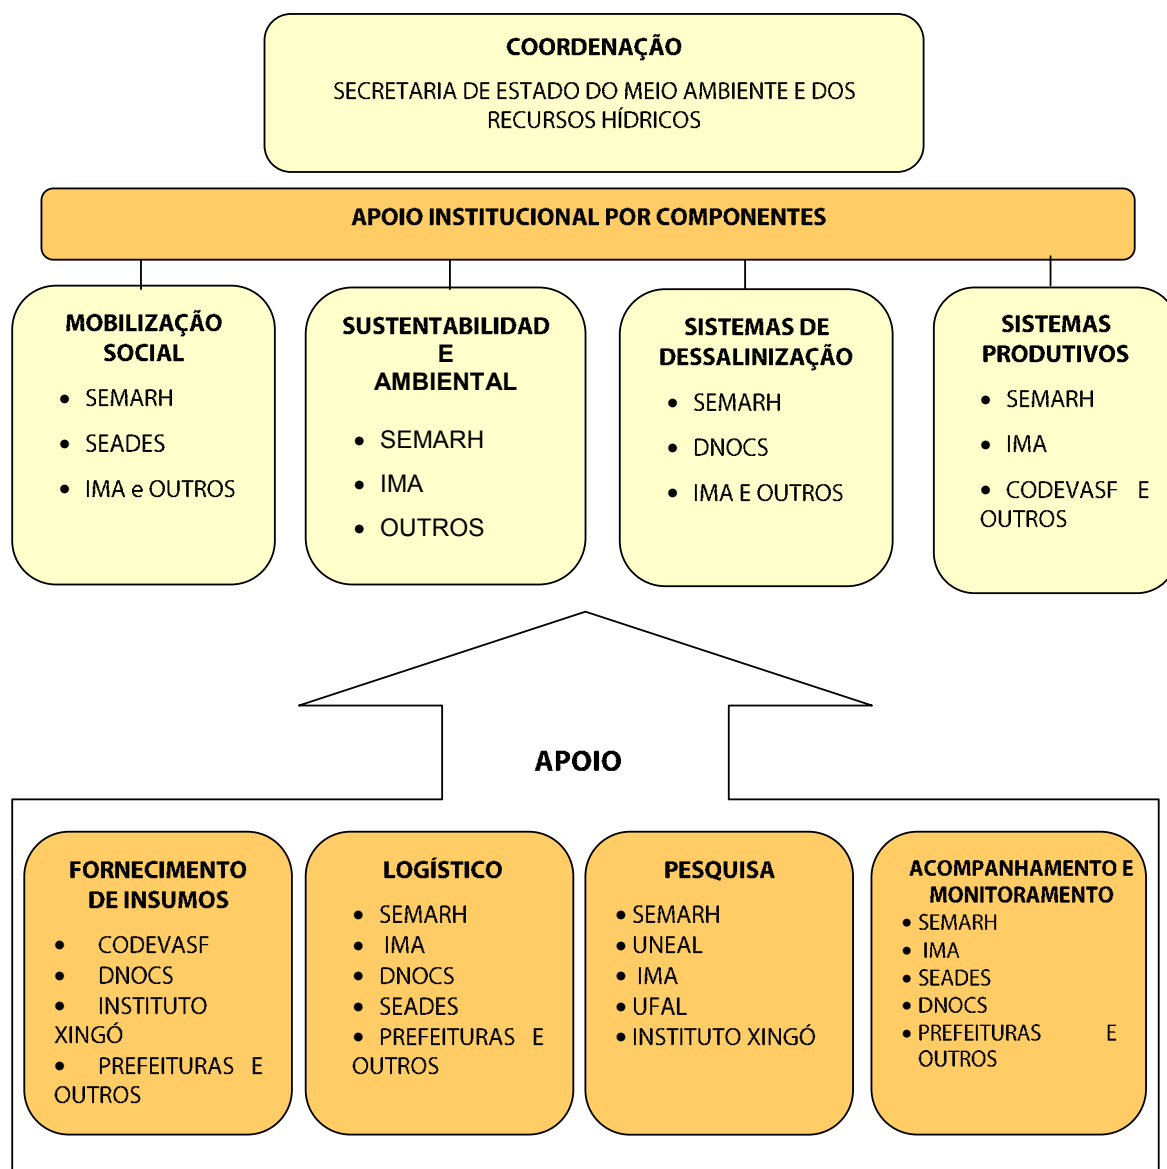 COORDENAÇÃO
SECRETARIA DE ESTADO DO MEIO AMBIENTE E DOS
RECURSOS HÍDRICOS
APOIO INSTITUCIONAL POR COMPONENTES
MOBILIZAÇÃO
SOCIAL
• SEMARH
• SEADES
• IMA e OUTROS
SUSTENTABILIDAD
E
AMBIENTAL
• SEMARH
• IMA
• OUTROS
SISTEMAS DE
DESSALINIZAÇÃO
• SEMARH
• DNOCS
• IMA E OUTROS
SISTEMAS
PRODUTIVOS
• SEMARH
• IMA
• CODEVASF E
OUTROS
APOIO
FORNECIMENTO
DE INSUMOS
• CODEVASF
• DNOCS
• INSTITUTO
XINGÓ
• PREFEITURAS E
OUTROS
LOGÍSTICO
• SEMARH
• IMA
• DNOCS
• SEADES
• PREFEITURAS E
OUTROS
PESQUISA
• SEMARH
• UNEAL
• IMA
• UFAL
• INSTITUTO XINGÓ
ACOMPANHAMENTO E
MONITORAMENTO
• SEMARH
• IMA
• SEADES
• DNOCS
• PREFEITURAS E
OUTROS